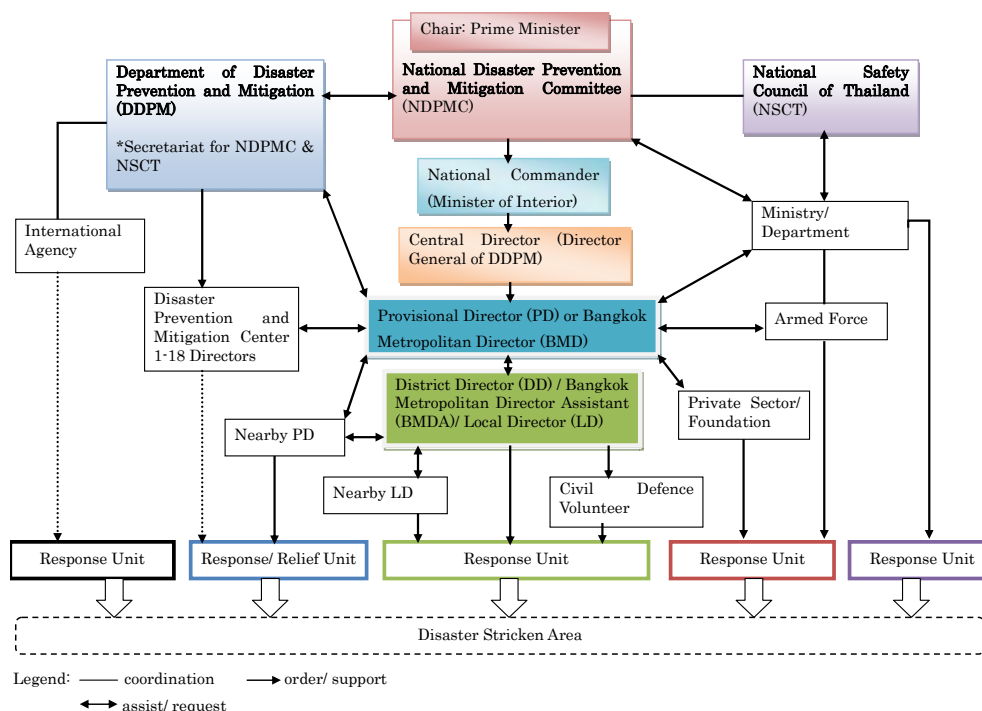 Chair: Prime Minister
Department of Disaster
Prevention and Mitigation
(DDPM)
*Secretariat for NDPMC &
NSCT
National Disaster Prevention
and Mitigation Committee
(NDPMC)
National Safety
Council of Thailand
(NSCT)
National Commander
(Minister of Interior)
International
Agency
Central Director (Director
General of DDPM)
Ministry/
Department
Disaster
Prevention and
Mitigation Center
1-18 Directors
Provisional Director (PD) or Bangkok
Metropolitan Director (BMD)
Armed Force
Nearby PD
District Director (DD) / Bangkok
Metropolitan Director Assistant
(BMDA)/ Local Director (LD)
Private Sector/
Foundation
Nearby LD
Civil Defence
Volunteer
Response Unit
Response/ Relief Unit
Response Unit
Response Unit
Response Unit
Disaster Stricken Area
Legend: coordination order/ support
assist/ request